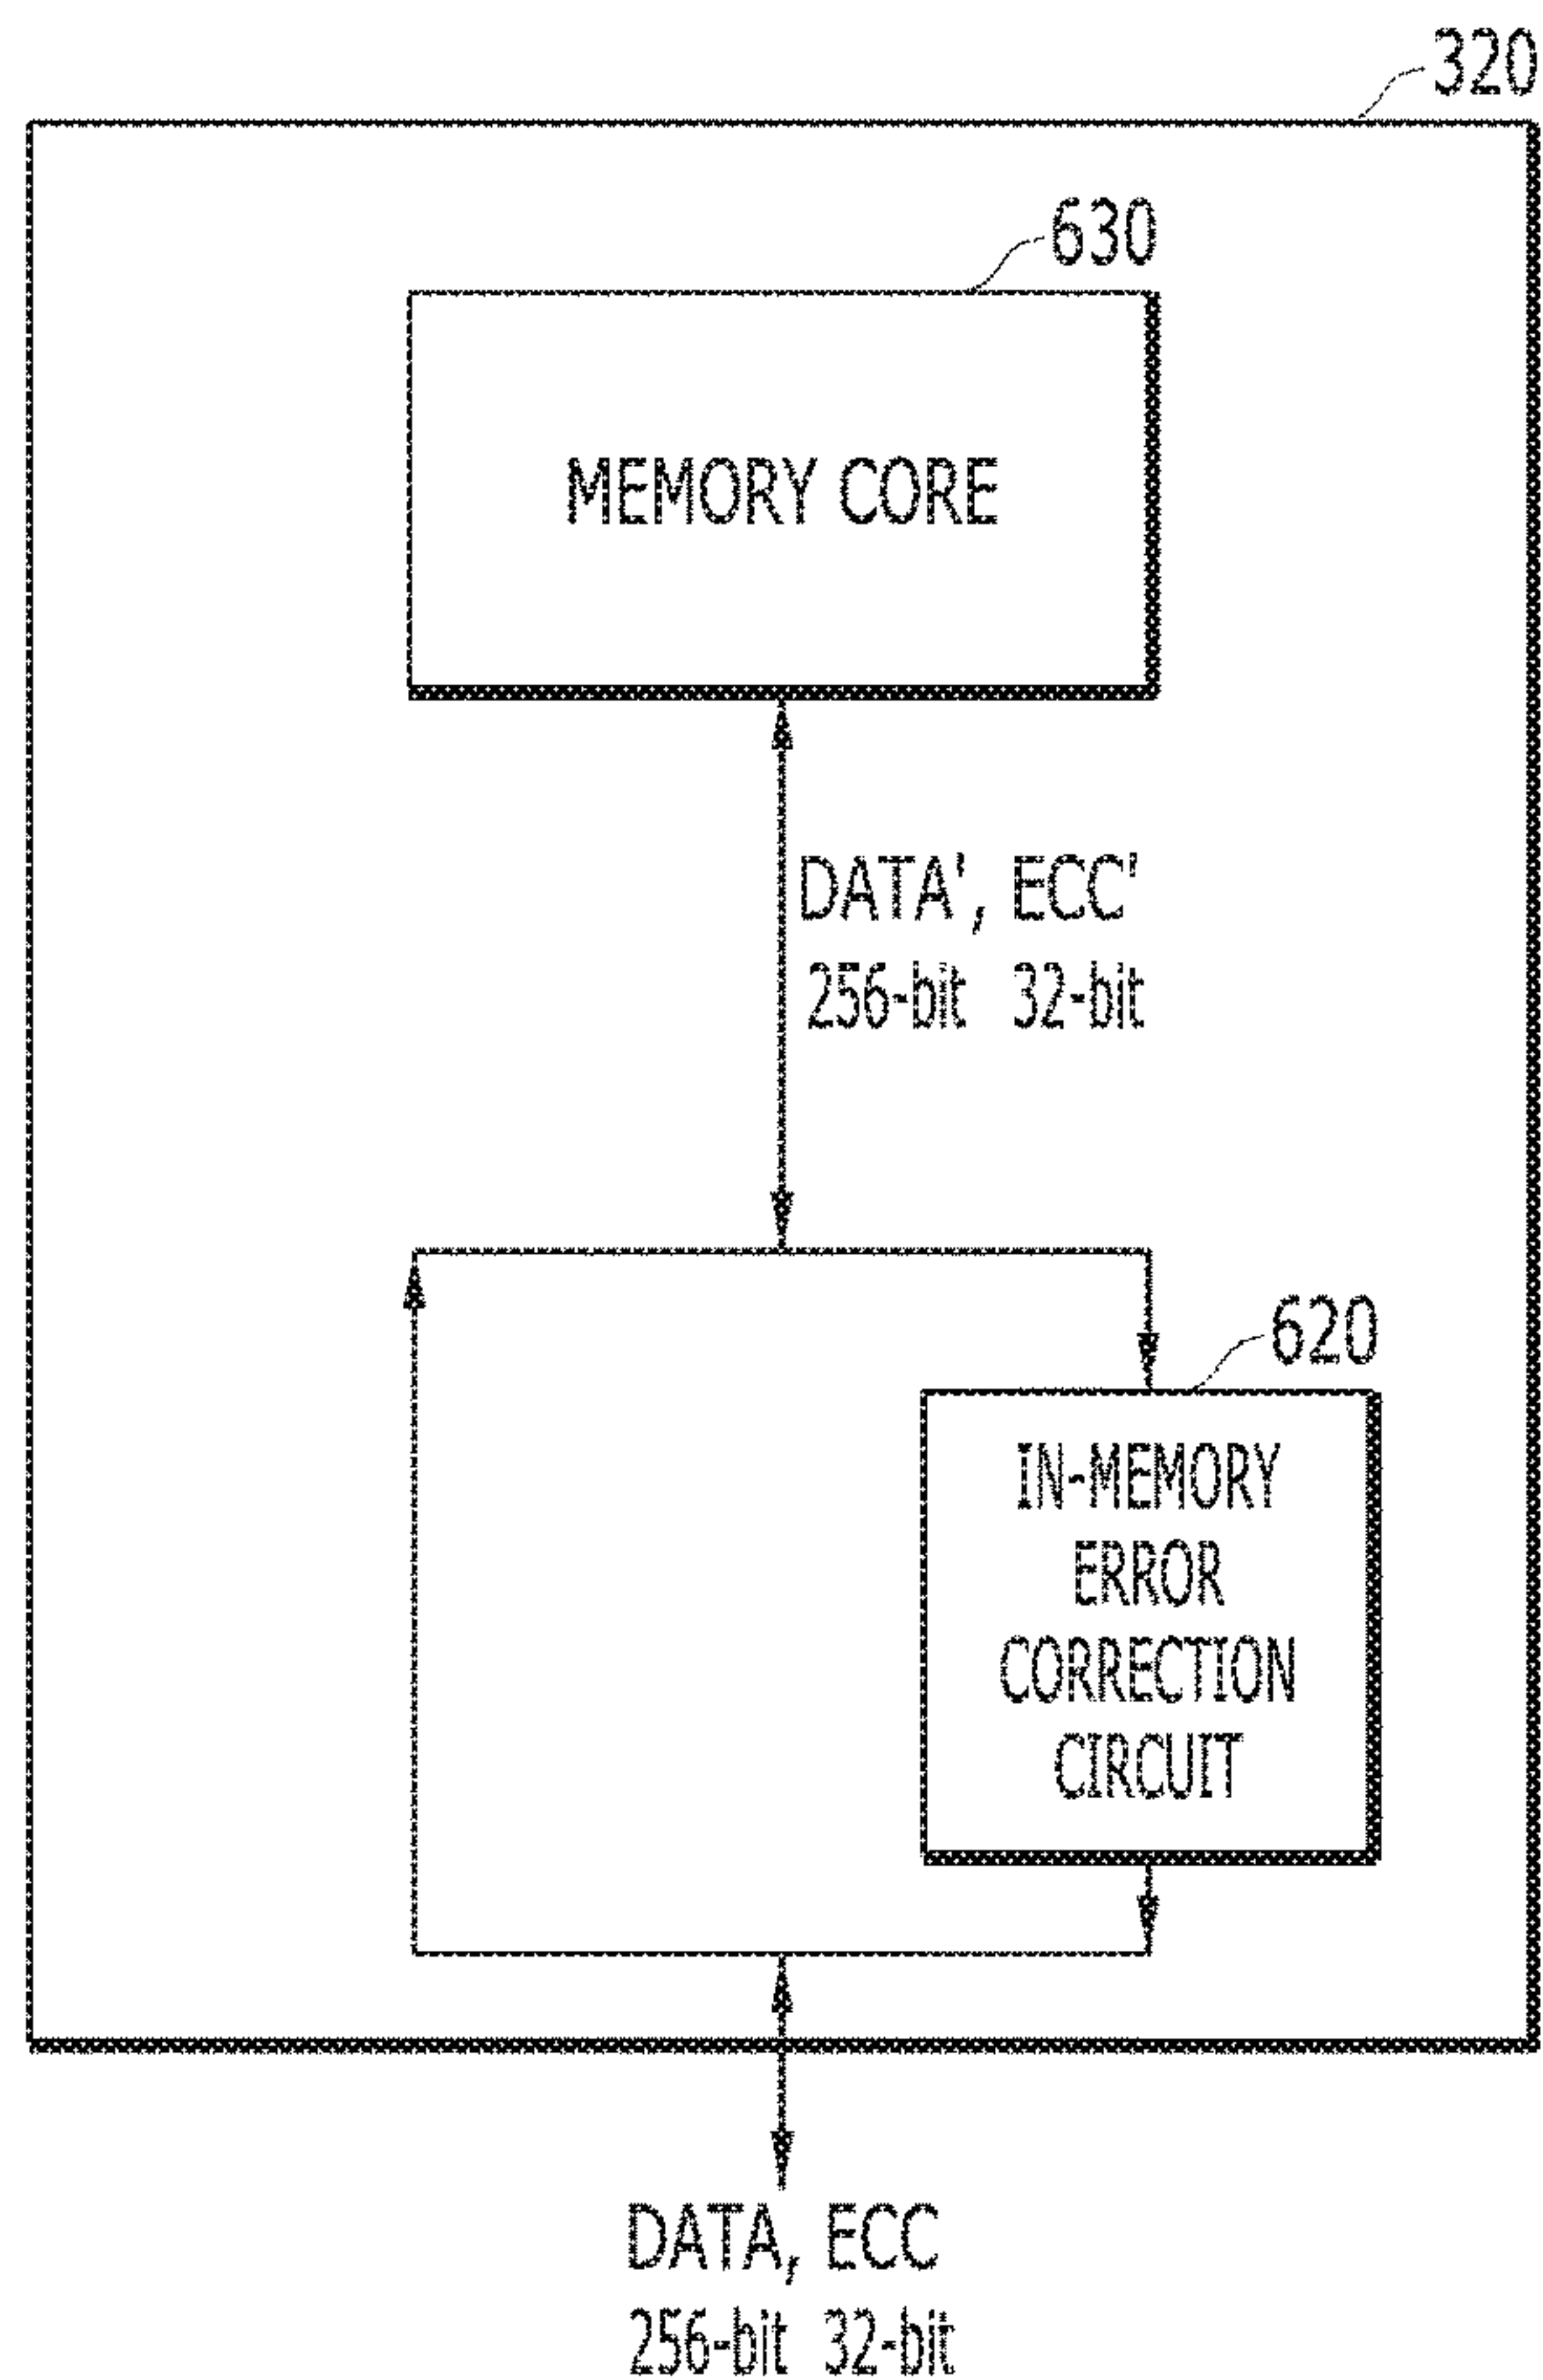 320
630
MEMORY CORE
DATA', ECC'
256-bit 32-bit
620
IN-MEMORY
ERROR
CORRECTION
CIRCUIT
DATA, ECC
256-bit 32-bit